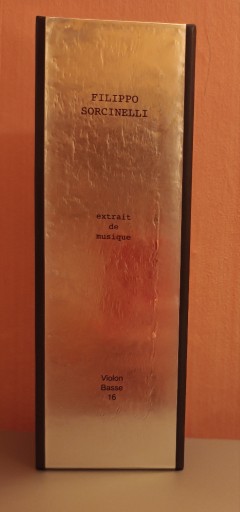 FILIPPO
SORCINELLI
extrait
de
musique
Violon
Basse
16